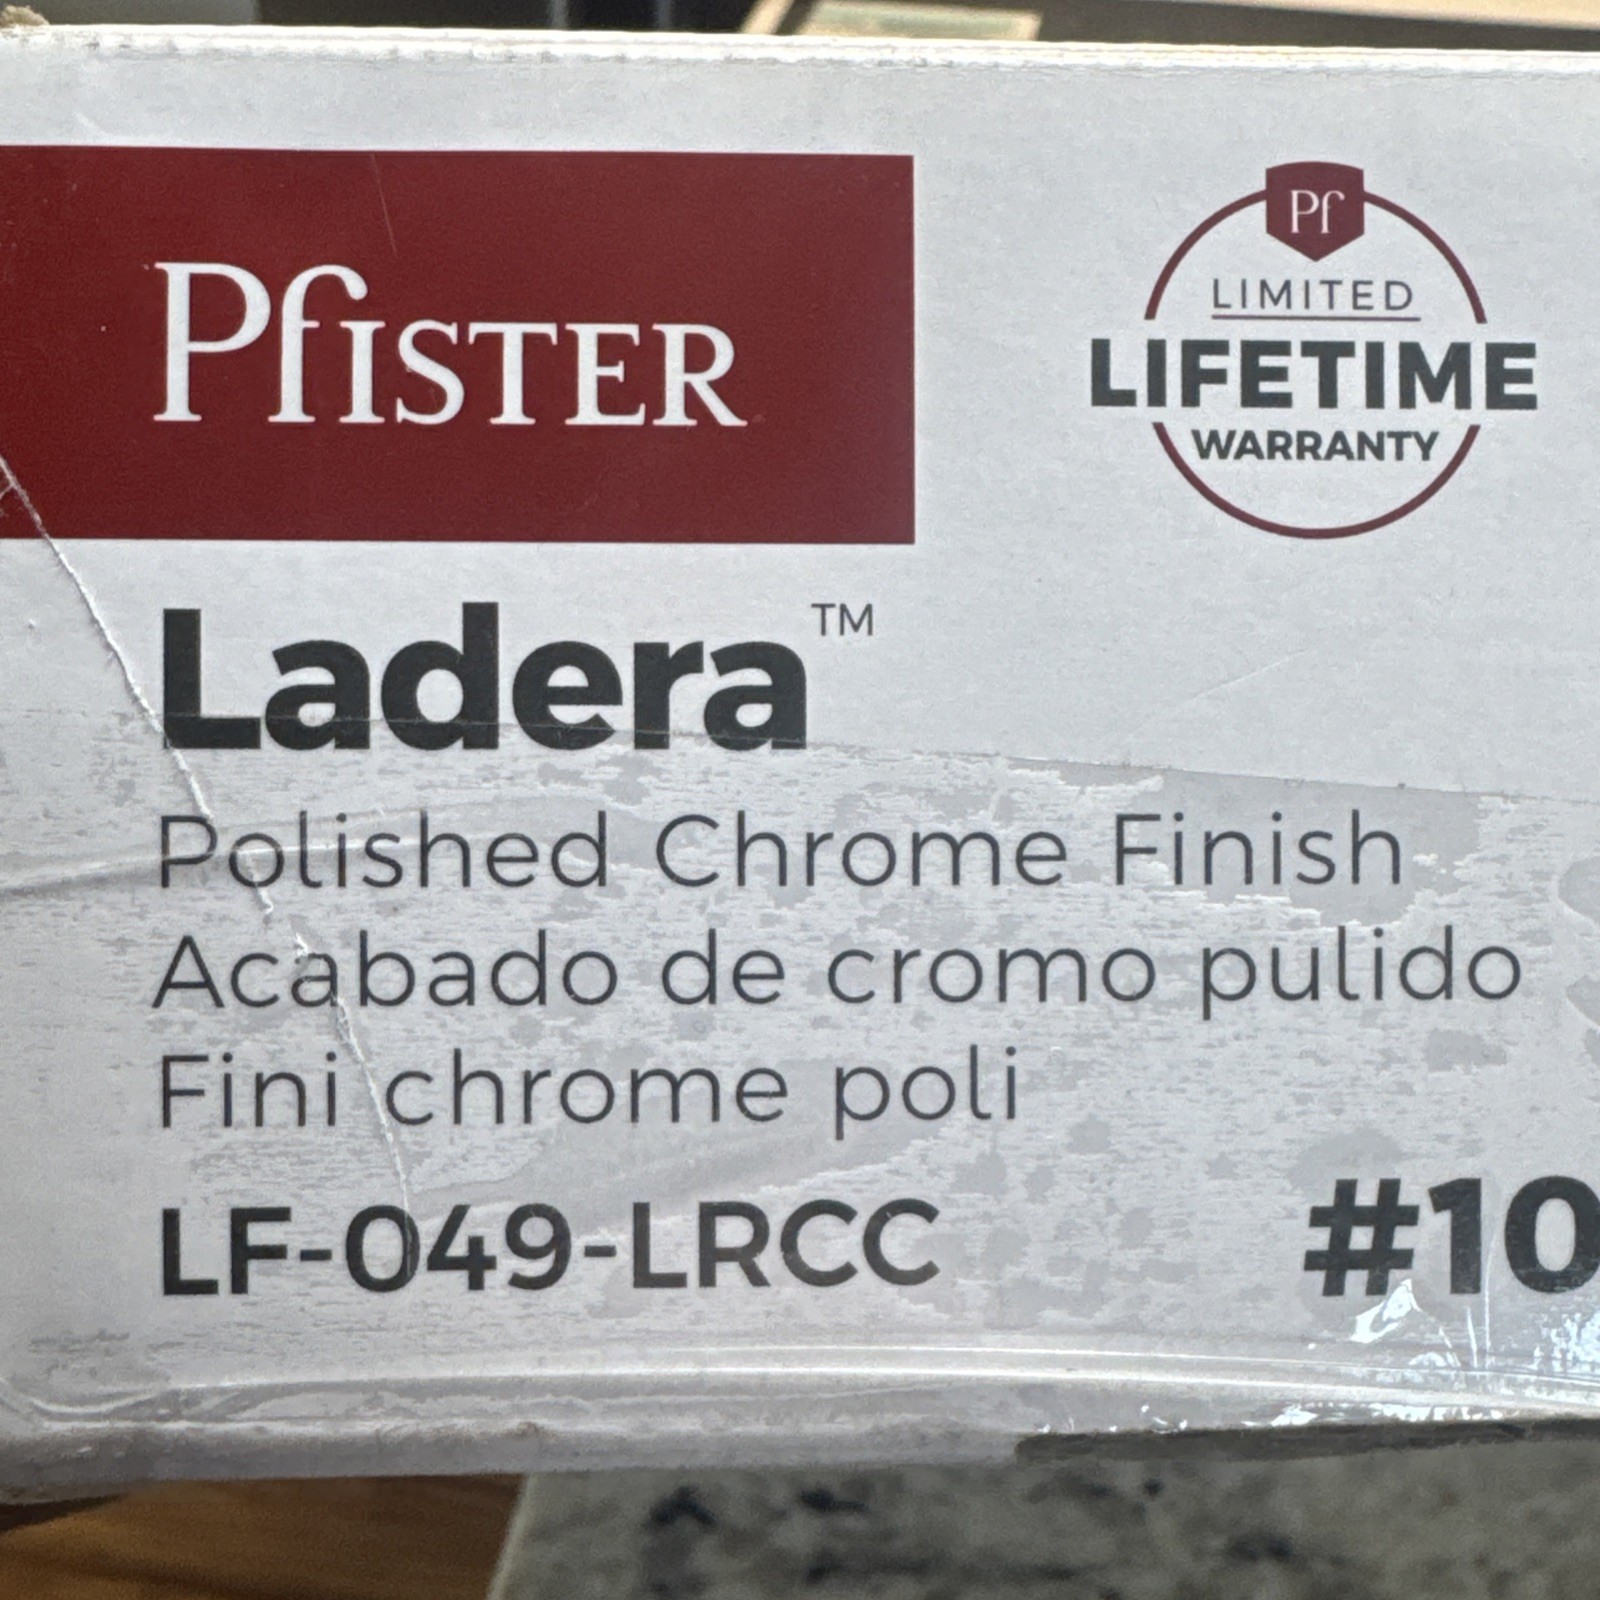 Pfister
Pf
LIMITED
LIFETIME
WARRANTY
Ladera™
Polished Chrome Finish
Acabado de cromo pulido
Fini chrome poli
LF-049-LRCC
#10